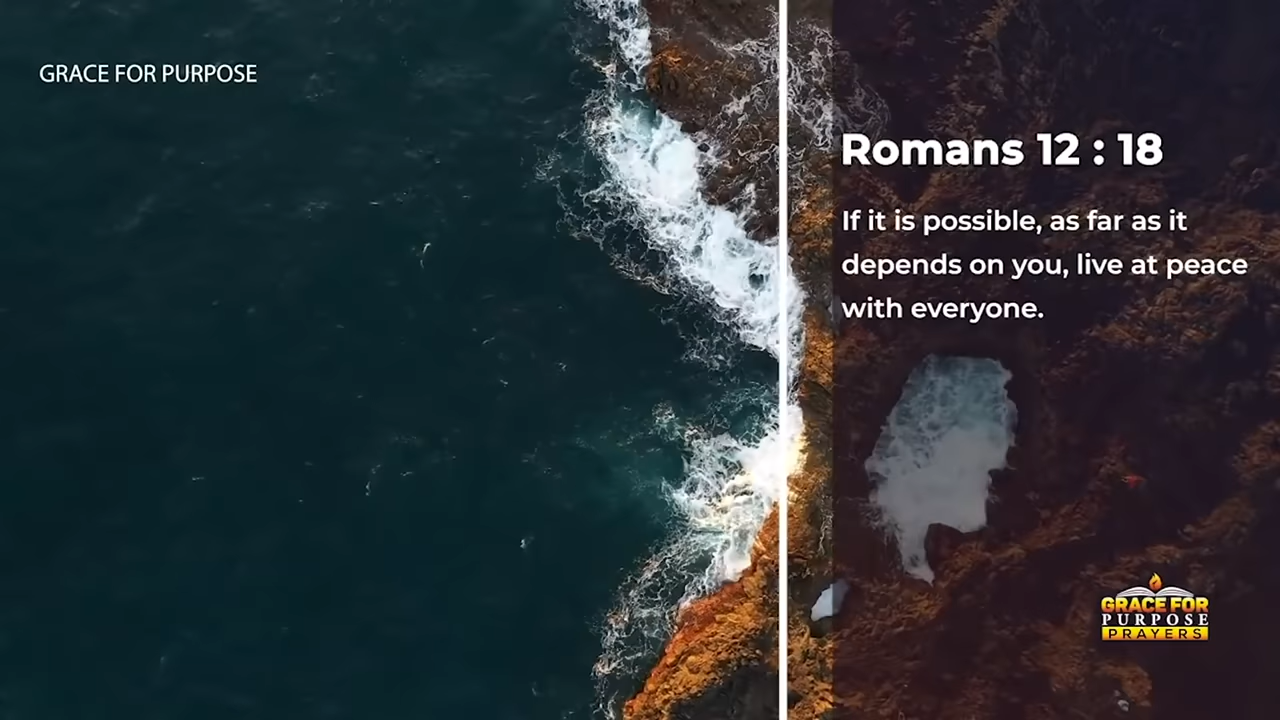 GRACE FOR PURPOSE
Romans 12 : 18
If it is possible, as far as it
depends on you, live at peace
with everyone.
GRACE FOR
PURPOSE
PRAYERS